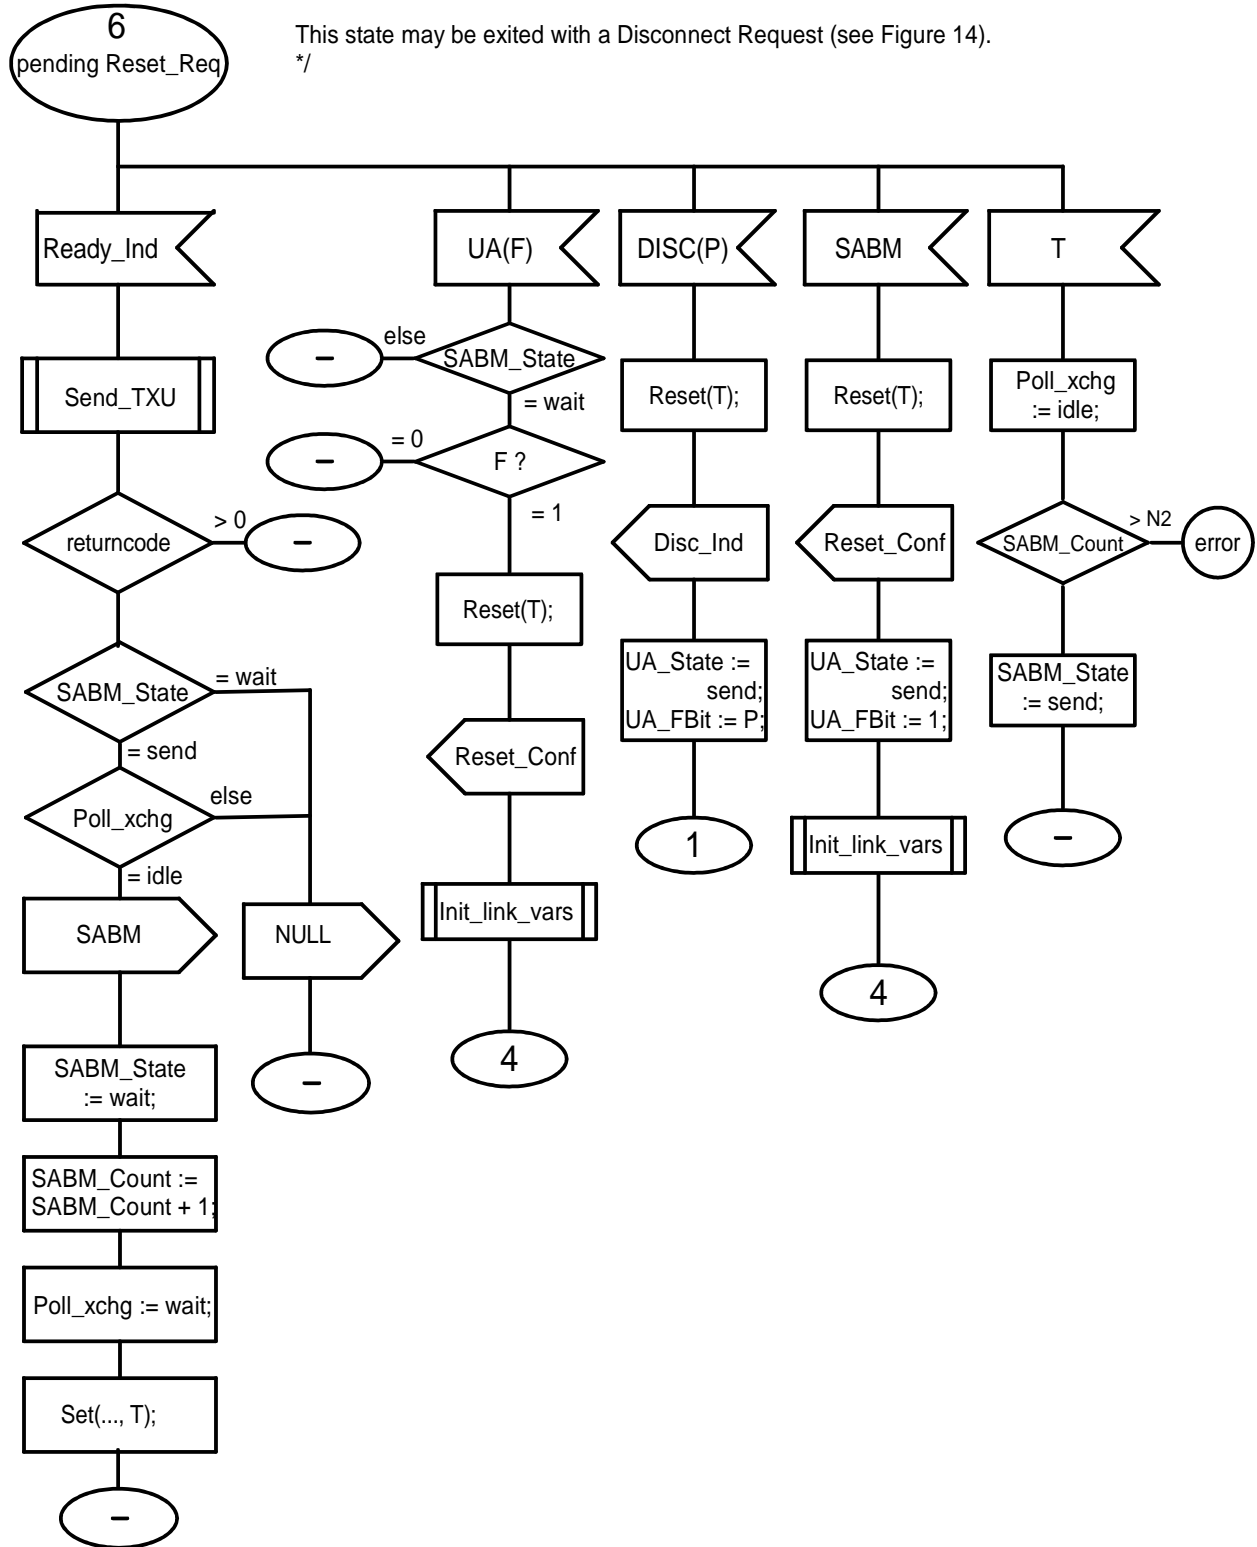 6
pending Reset_Req
This state may be exited with a Disconnect Request (see Figure 14).
*/
Ready_Ind
UA(F)
DISC(P)
SABM
T
Send_TXU
else
–
SABM_State
= wait
Reset(T);
Reset(T);
Poll_xchg
:= idle;
= 0
–
F ?
= 1
returncode
> 0
–
Disc_Ind
Reset_Conf
SABM_Count
> N2
error
Reset(T);
SABM_State
= wait
= send
UA_State :=
send;
UA_FBit := P;
UA_State :=
send;
UA_FBit := 1;
SABM_State
:= send;
Reset_Conf
Poll_xchg
else
= idle
1
Init_link_vars
–
SABM
NULL
Init_link_vars
4
4
SABM_State
:= wait;
–
SABM_Count :=
SABM_Count + 1;
Poll_xchg := wait;
Set(..., T);
–